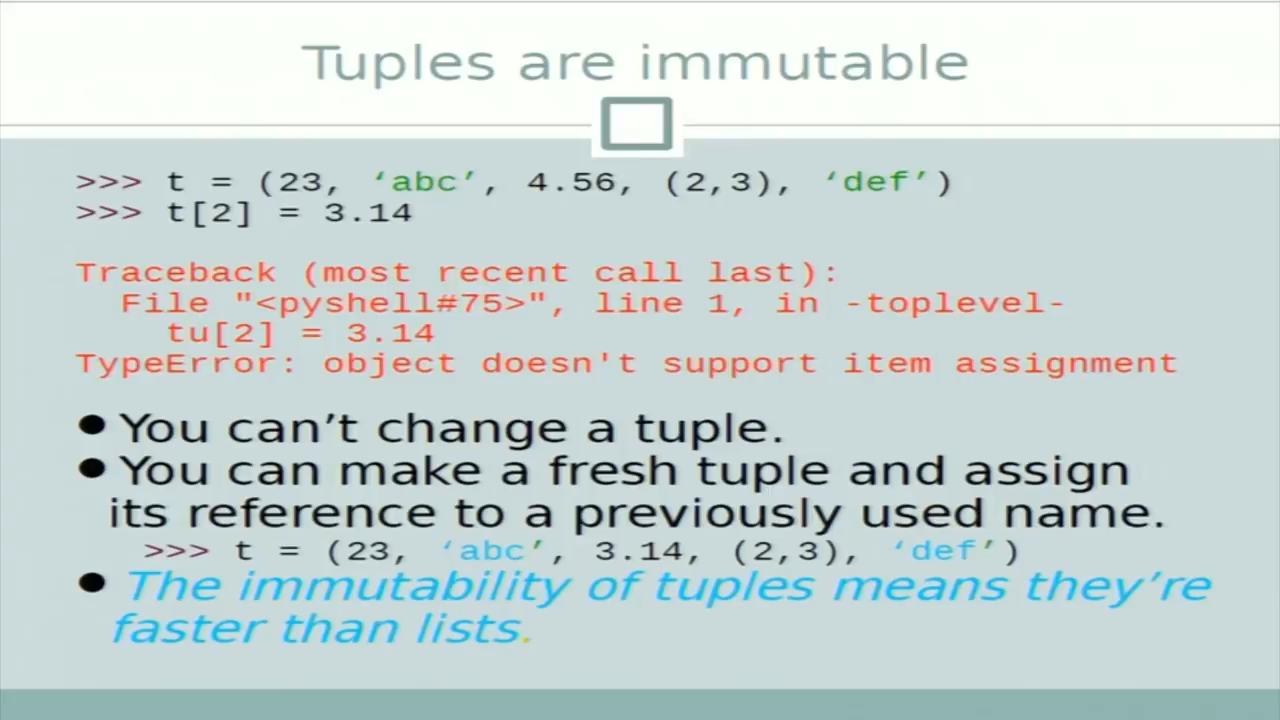 Tuples are immutable
>>> t = (23, ‘abc’, 4.56, (2,3), ‘def’)
>>> t[2] = 3.14
Traceback (most recent call last):
File "<pyshell#75>", line 1, in -toplevel-
tu[2] = 3.14
TypeError: object doesn't support item assignment
● You can’t change a tuple.
● You can make a fresh tuple and assign
its reference to a previously used name.
>>> t = (23, ‘abc’, 3.14, (2,3), ‘def’)
● The immutability of tuples means they’re
faster than lists.